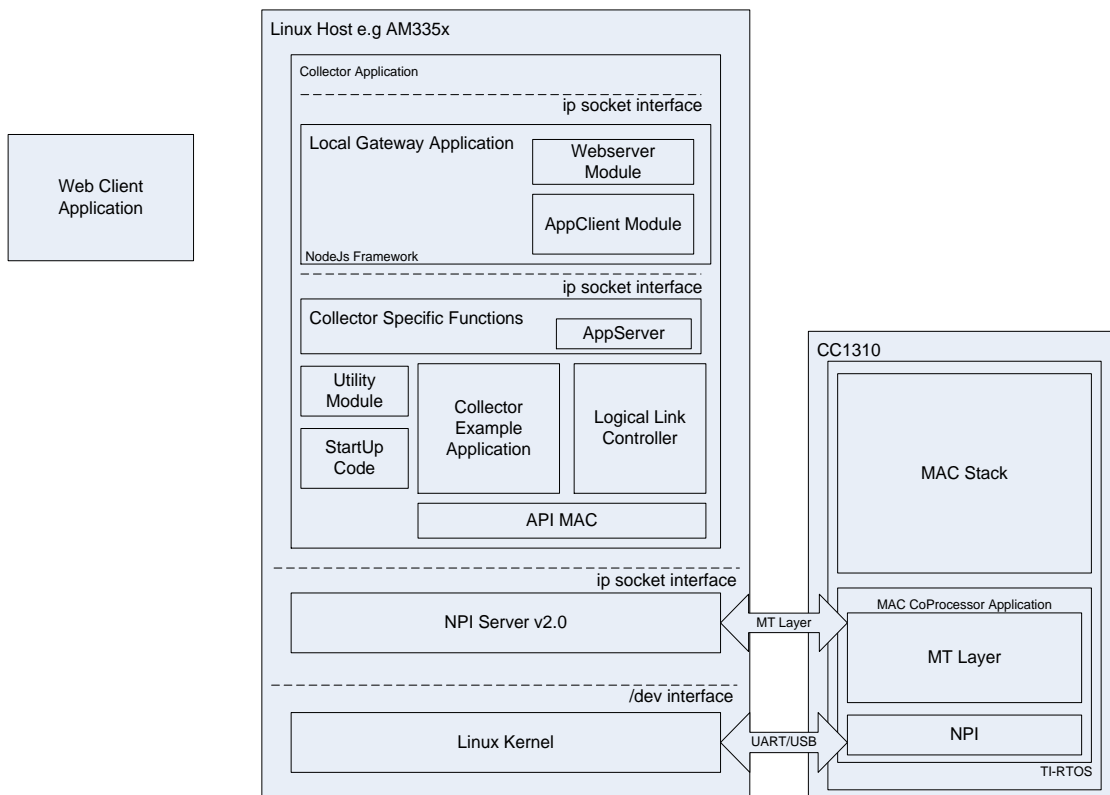 Linux Host e.g AM335x
Collector Application
ip socket interface
Local Gateway Application
Webserver
Module
AppClient Module
NodeJs Framework
Web Client
Application
ip socket interface
Collector Specific Functions
AppServer
Utility
Module
StartUp
Code
Collector
Example
Application
Logical Link
Controller
API MAC
ip socket interface
NPI Server v2.0
/dev interface
Linux Kernel
MT Layer
UART/USB
CC1310
MAC Stack
MAC CoProcessor Application
MT Layer
NPI
TI-RTOS